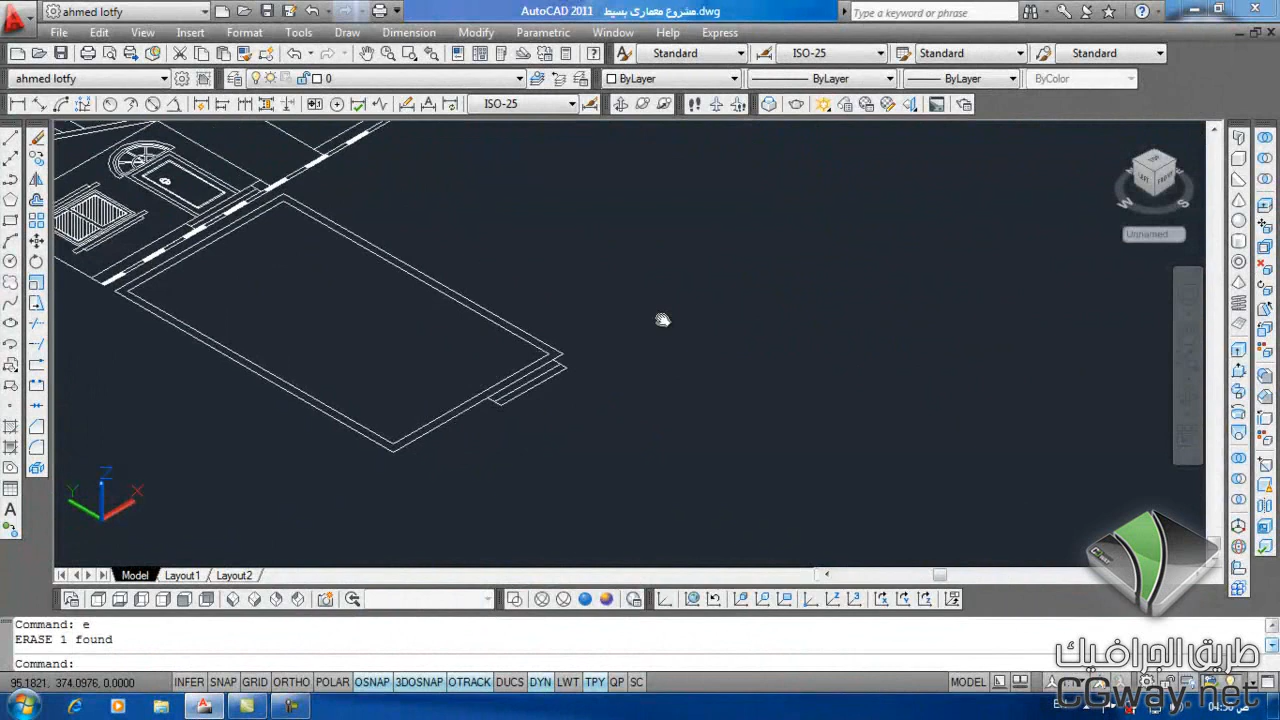 ahmed lotfy
AutoCAD 2011 مشروع معمارى بسيط.dwg
Type a keyword or phrase
File Edit View Insert Format Tools Draw Dimension Modify Parametric Window Help Express
Standard ISO-25 Standard Standard
ahmed lotfy 0 ByLayer ByLayer ByLayer ByColor
ISO-25
TOP
LEFT FRONT
W S
Unnamed
Z
Y X
Model Layout1 Layout2
Command: e
ERASE 1 found
Command:
95.1821, 374.0976, 0.0000 INFER SNAP GRID ORTHO POLAR OSNAP 3DOSNAP OTRACK DUCS DYN LWT TPY QP SC MODEL
طريق الجرافيك
CGway.net